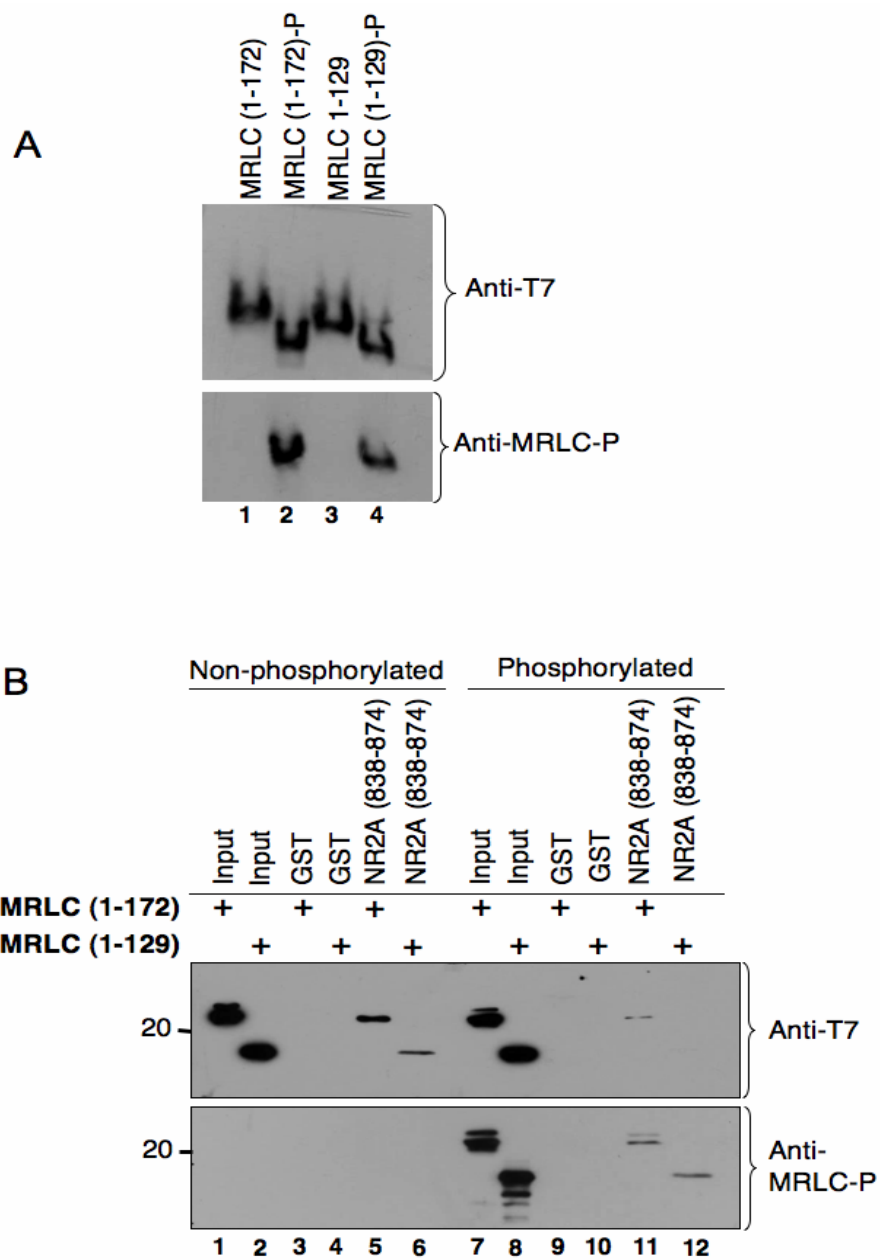 A
MRLC (1-172)
MRLC (1-172)-P
MRLC 1-129
MRLC (1-129)-P
Anti-T7
Anti-MRLC-P
1 2 3 4
B
Non-phosphorylated Phosphorylated
Input
Input
GST
GST
NR2A (838-874)
NR2A (838-874)
Input
Input
GST
GST
NR2A (838-874)
NR2A (838-874)
MRLC (1-172) + + + + + +
MRLC (1-129) + + + + + +
20
Anti-T7
20
Anti-
MRLC-P
1 2 3 4 5 6 7 8 9 10 11 12